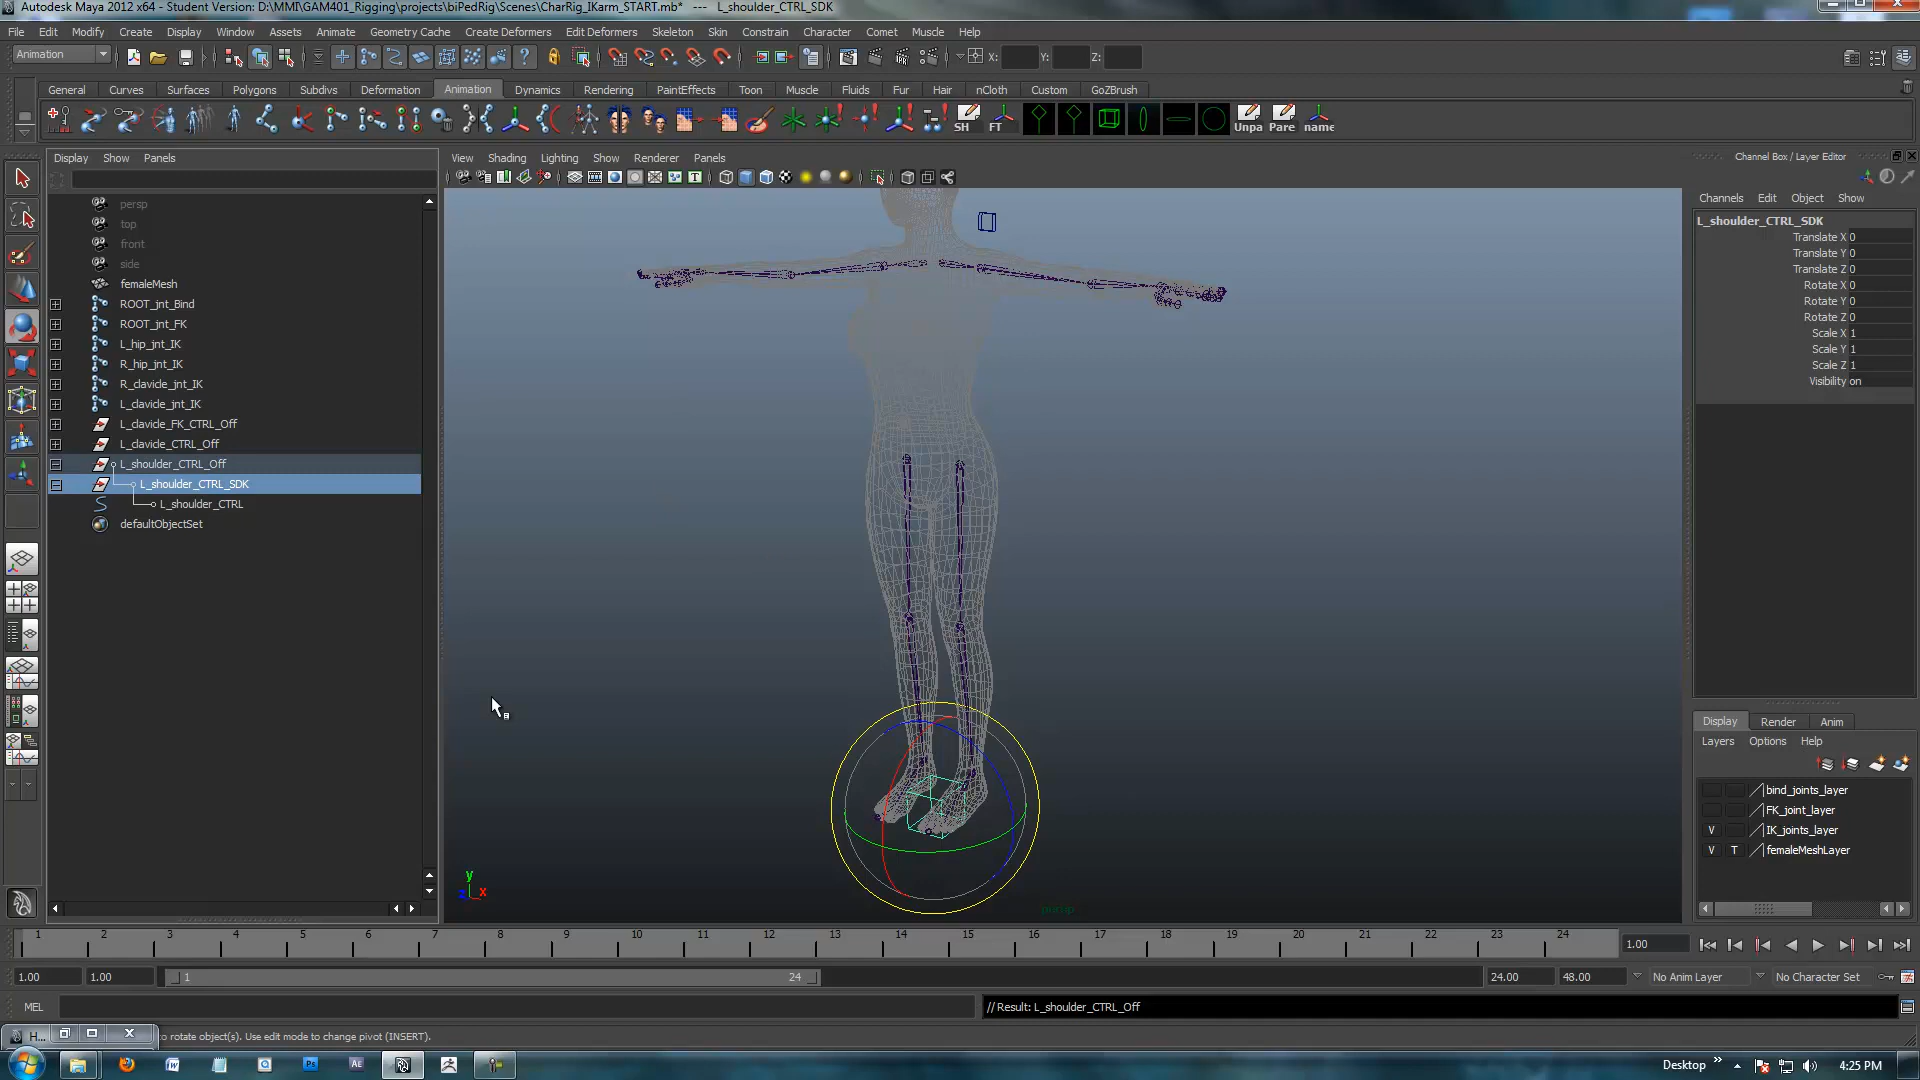 Autodesk Maya 2012 x64 - Student Version: D:\MMI\GAM401_Rigging\projects\biPedRig\Scenes\CharRig_IKarm_START.mb* --- L_shoulder_CTRL_SDK
File Edit Modify Create Display Window Assets Animate Geometry Cache Create Deformers Edit Deformers Skeleton Skin Constrain Character Comet Muscle Help
Animation X: Y: Z:
General Curves Surfaces Polygons Subdivs Deformation Animation Dynamics Rendering PaintEffects Toon Muscle Fluids Fur Hair nCloth Custom GoZBrush
SH FT Unpa Pare name
Display Show Panels
View Shading Lighting Show Renderer Panels
Channel Box / Layer Editor
persp
top
front
side
femaleMesh
ROOT_jnt_Bind
ROOT_jnt_FK
L_hip_jnt_IK
R_hip_jnt_IK
R_clavicle_jnt_IK
L_clavicle_jnt_IK
L_clavicle_FK_CTRL_Off
L_clavicle_CTRL_Off
L_shoulder_CTRL_Off
L_shoulder_CTRL_SDK
L_shoulder_CTRL
defaultObjectSet
y
z x
persp
Channels Edit Object Show
L_shoulder_CTRL_SDK
Translate X 0
Translate Y 0
Translate Z 0
Rotate X 0
Rotate Y 0
Rotate Z 0
Scale X 1
Scale Y 1
Scale Z 1
Visibility on
Display Render Anim
Layers Options Help
bind_joints_layer
FK_joint_layer
V IK_joints_layer
V T femaleMeshLayer
1 2 3 4 5 6 7 8 9 10 11 12 13 14 15 16 17 18 19 20 21 22 23 24 1.00
1.00 1.00 1 24 24.00 48.00 No Anim Layer No Character Set
MEL // Result: L_shoulder_CTRL_Off
H... to rotate object(s). Use edit mode to change pivot (INSERT).
Ps AE Desktop 4:25 PM